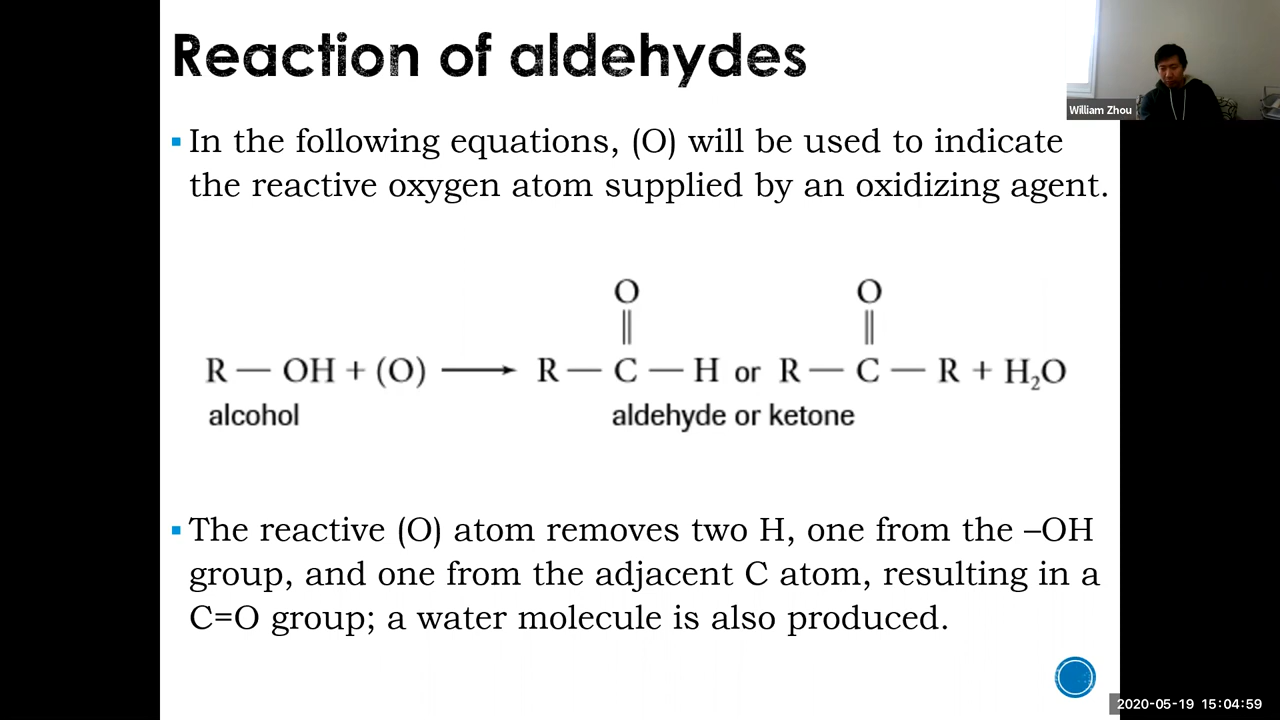 Reaction of aldehydes
William Zhou
▪ In the following equations, (O) will be used to indicate
the reactive oxygen atom supplied by an oxidizing agent.
O O
|| ||
R — OH + (O) ⟶ R — C — H or R — C — R + H₂O
alcohol aldehyde or ketone
▪ The reactive (O) atom removes two H, one from the –OH
group, and one from the adjacent C atom, resulting in a
C=O group; a water molecule is also produced.
2020-05-19 15:04:59